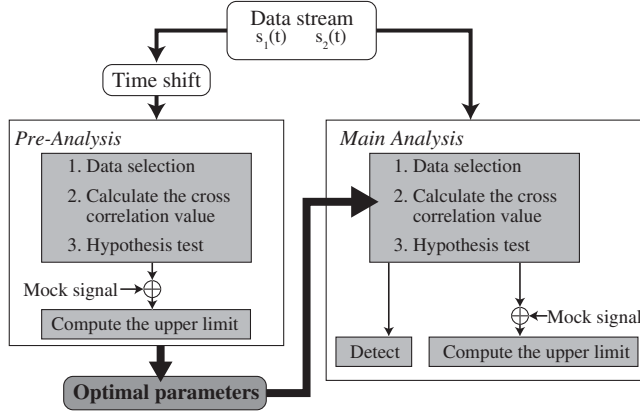 Data stream
s1(t) s2(t)
Time shift
Pre-Analysis
1. Data selection
2. Calculate the cross
correlation value
3. Hypothesis test
Mock signal
Compute the upper limit
Optimal parameters
Main Analysis
1. Data selection
2. Calculate the cross
correlation value
3. Hypothesis test
Mock signal
Detect
Compute the upper limit